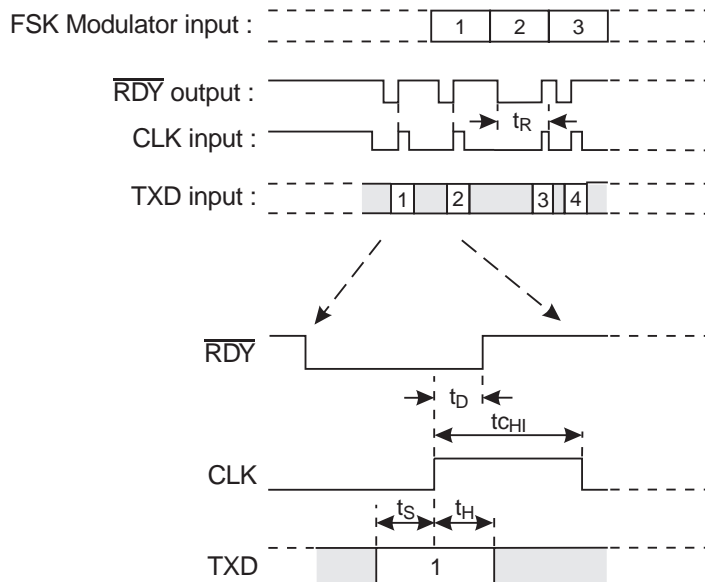 FSK Modulator input :
1 2 3
RDY output :
tR
CLK input :
TXD input :
1 2 3 4
RDY
tD
tcHI
CLK
tS tH
TXD
1